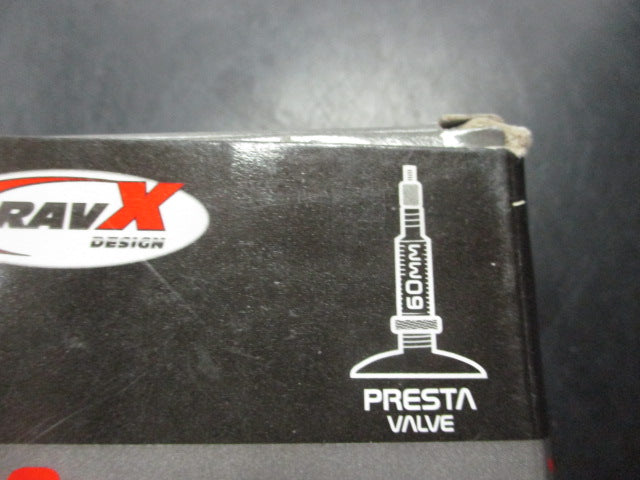 RAVX
DESIGN
60MM
PRESTA
VALVE